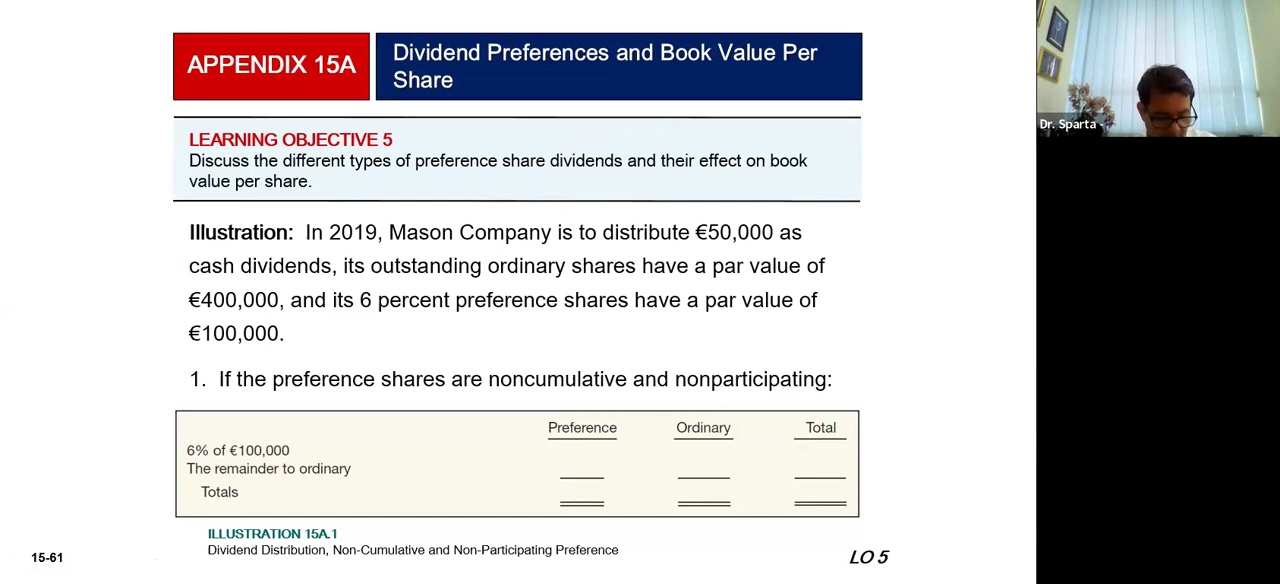 APPENDIX 15A
Dividend Preferences and Book Value Per
Share
LEARNING OBJECTIVE 5
Discuss the different types of preference share dividends and their effect on book
value per share.
Illustration: In 2019, Mason Company is to distribute €50,000 as
cash dividends, its outstanding ordinary shares have a par value of
€400,000, and its 6 percent preference shares have a par value of
€100,000.
1. If the preference shares are noncumulative and nonparticipating:
Preference Ordinary Total
6% of €100,000
The remainder to ordinary
Totals
ILLUSTRATION 15A.1
Dividend Distribution, Non-Cumulative and Non-Participating Preference
15-61
LO 5
Dr. Sparta -